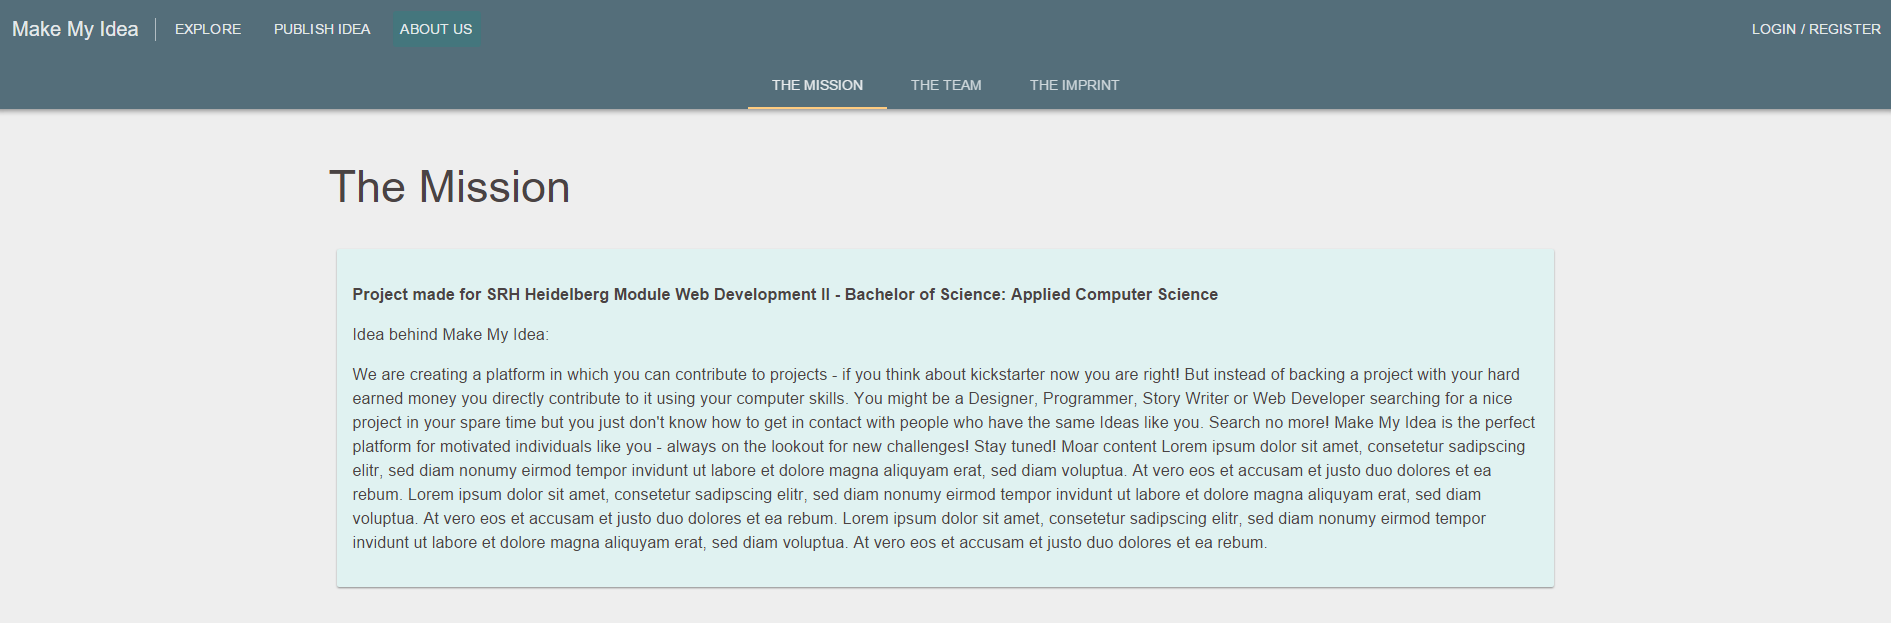 Make My Idea
EXPLORE
PUBLISH IDEA
ABOUT US
LOGIN / REGISTER
THE MISSION
THE TEAM
THE IMPRINT
The Mission
Project made for SRH Heidelberg Module Web Development II - Bachelor of Science: Applied Computer Science
Idea behind Make My Idea:
We are creating a platform in which you can contribute to projects - if you think about kickstarter now you are right! But instead of backing a project with your hard
earned money you directly contribute to it using your computer skills. You might be a Designer, Programmer, Story Writer or Web Developer searching for a nice
project in your spare time but you just don't know how to get in contact with people who have the same Ideas like you. Search no more! Make My Idea is the perfect
platform for motivated individuals like you - always on the lookout for new challenges! Stay tuned! Moar content Lorem ipsum dolor sit amet, consetetur sadipscing
elitr, sed diam nonumy eirmod tempor invidunt ut labore et dolore magna aliquyam erat, sed diam voluptua. At vero eos et accusam et justo duo dolores et ea
rebum. Lorem ipsum dolor sit amet, consetetur sadipscing elitr, sed diam nonumy eirmod tempor invidunt ut labore et dolore magna aliquyam erat, sed diam
voluptua. At vero eos et accusam et justo duo dolores et ea rebum. Lorem ipsum dolor sit amet, consetetur sadipscing elitr, sed diam nonumy eirmod tempor
invidunt ut labore et dolore magna aliquyam erat, sed diam voluptua. At vero eos et accusam et justo duo dolores et ea rebum.